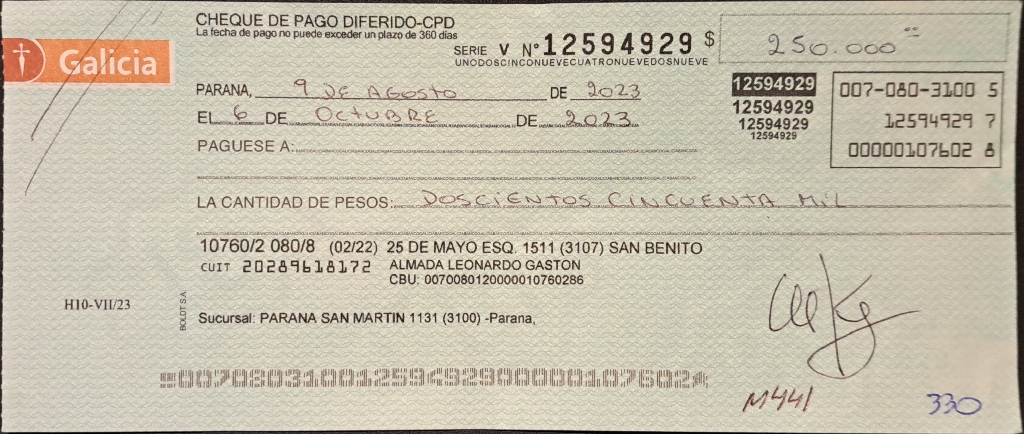 CHEQUE DE PAGO DIFERIDO-CPD
La fecha de pago no puede exceder un plazo de 360 días
SERIE V N° 12594929 $ 250.000
UNODOSCINCONUEVECUATRONUEVEDOSNUEVE
Galicia
PARANA, 9 DE AGOSTO DE 2023
EL 6 DE OCTUBRE DE 2023
12594929
12594929
12594929
12594929
007-080-3100 5
12594929 7
00000107602 8
PAGUESE A:
LA CANTIDAD DE PESOS: DOSCIENTOS CINCUENTA MIL
10760/2 080/8 (02/22) 25 DE MAYO ESQ. 1511 (3107) SAN BENITO
CUIT 20289618172 ALMADA LEONARDO GASTON
CBU: 0070080120000010760286
H10-VII/23
BOLDT S.A.
Sucursal: PARANA SAN MARTIN 1131 (3100) -Parana,
00708031001259492900000107602
M441
330